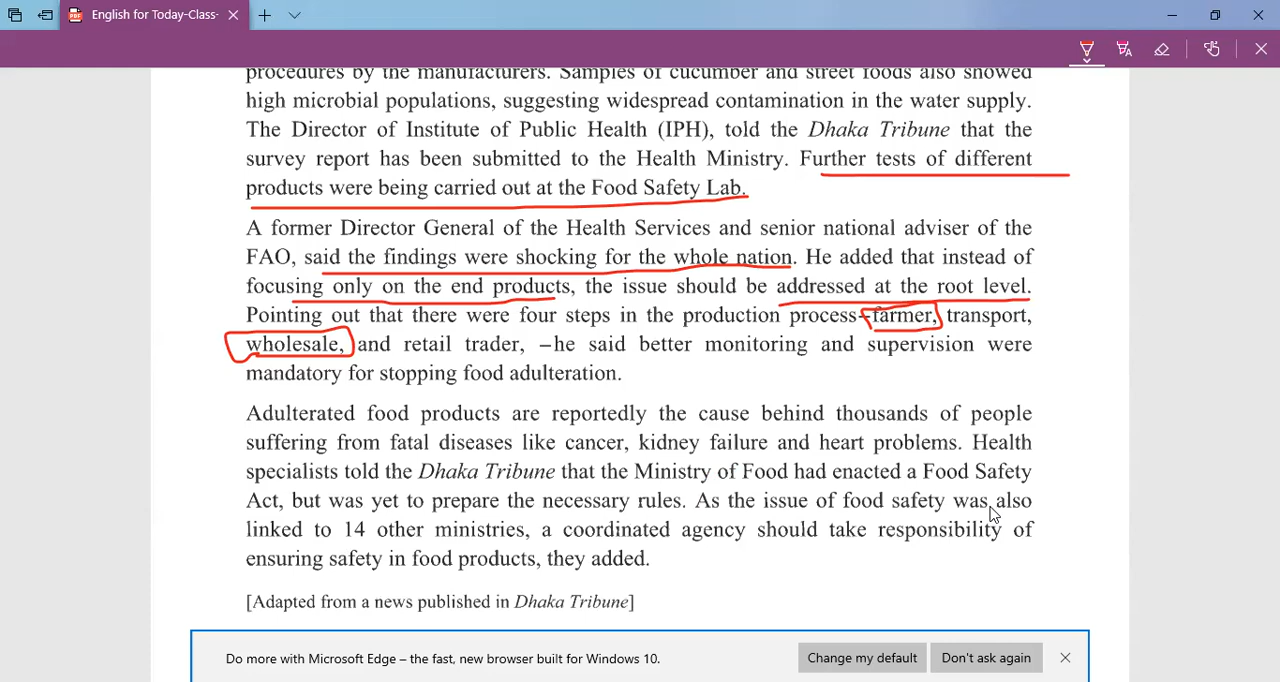 English for Today-Class-
procedures by the manufacturers. Samples of cucumber and street foods also showed
high microbial populations, suggesting widespread contamination in the water supply.
The Director of Institute of Public Health (IPH), told the Dhaka Tribune that the
survey report has been submitted to the Health Ministry. Further tests of different
products were being carried out at the Food Safety Lab.
A former Director General of the Health Services and senior national adviser of the
FAO, said the findings were shocking for the whole nation. He added that instead of
focusing only on the end products, the issue should be addressed at the root level.
Pointing out that there were four steps in the production process–farmer, transport,
wholesale, and retail trader, –he said better monitoring and supervision were
mandatory for stopping food adulteration.
Adulterated food products are reportedly the cause behind thousands of people
suffering from fatal diseases like cancer, kidney failure and heart problems. Health
specialists told the Dhaka Tribune that the Ministry of Food had enacted a Food Safety
Act, but was yet to prepare the necessary rules. As the issue of food safety was also
linked to 14 other ministries, a coordinated agency should take responsibility of
ensuring safety in food products, they added.
[Adapted from a news published in Dhaka Tribune]
Do more with Microsoft Edge – the fast, new browser built for Windows 10.
Change my default
Don't ask again